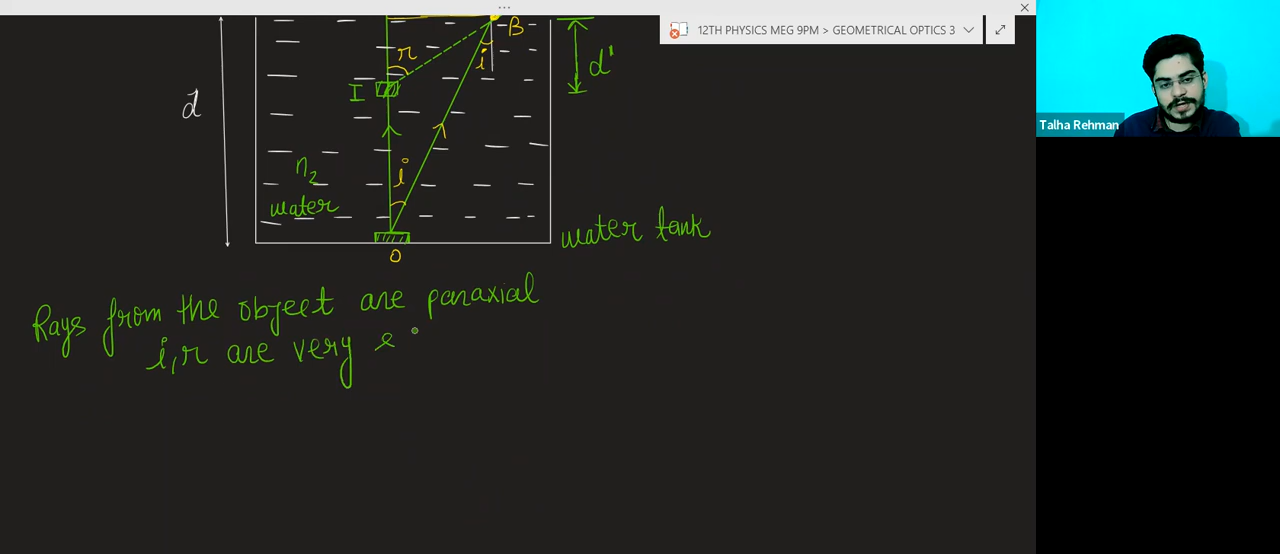 12TH PHYSICS MEG 9PM > GEOMETRICAL OPTICS 3
B
r
i
d'
I
d
Talha Rehman
i
n₂
water
water tank
O
Rays from the object are paraxial
i, r are very s